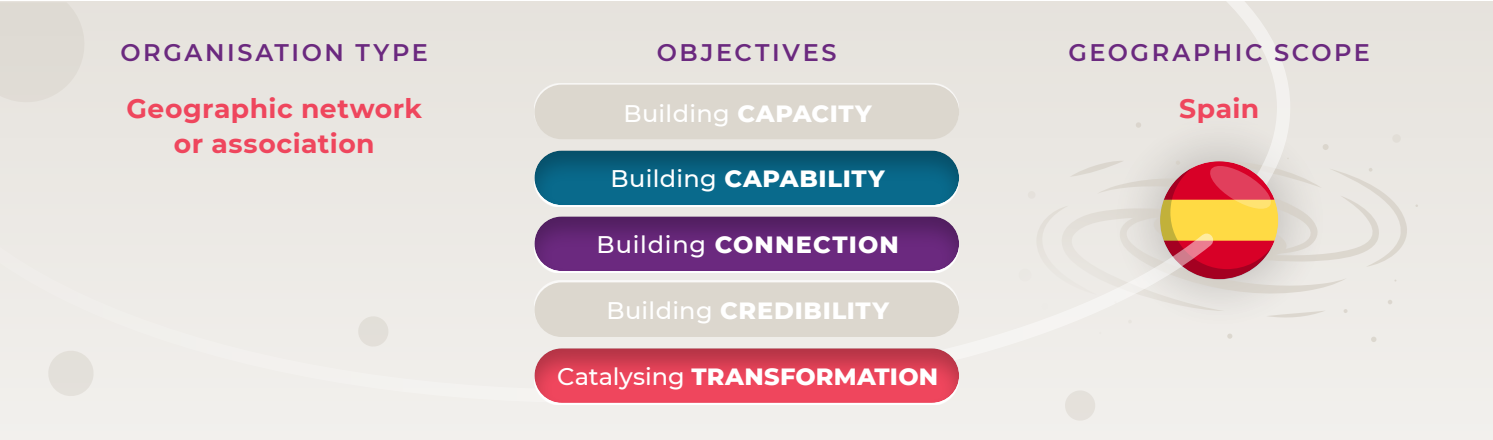 ORGANISATION TYPE
Geographic network
or association
OBJECTIVES
Building CAPACITY
Building CAPABILITY
Building CONNECTION
Building CREDIBILITY
Catalysing TRANSFORMATION
GEOGRAPHIC SCOPE
Spain